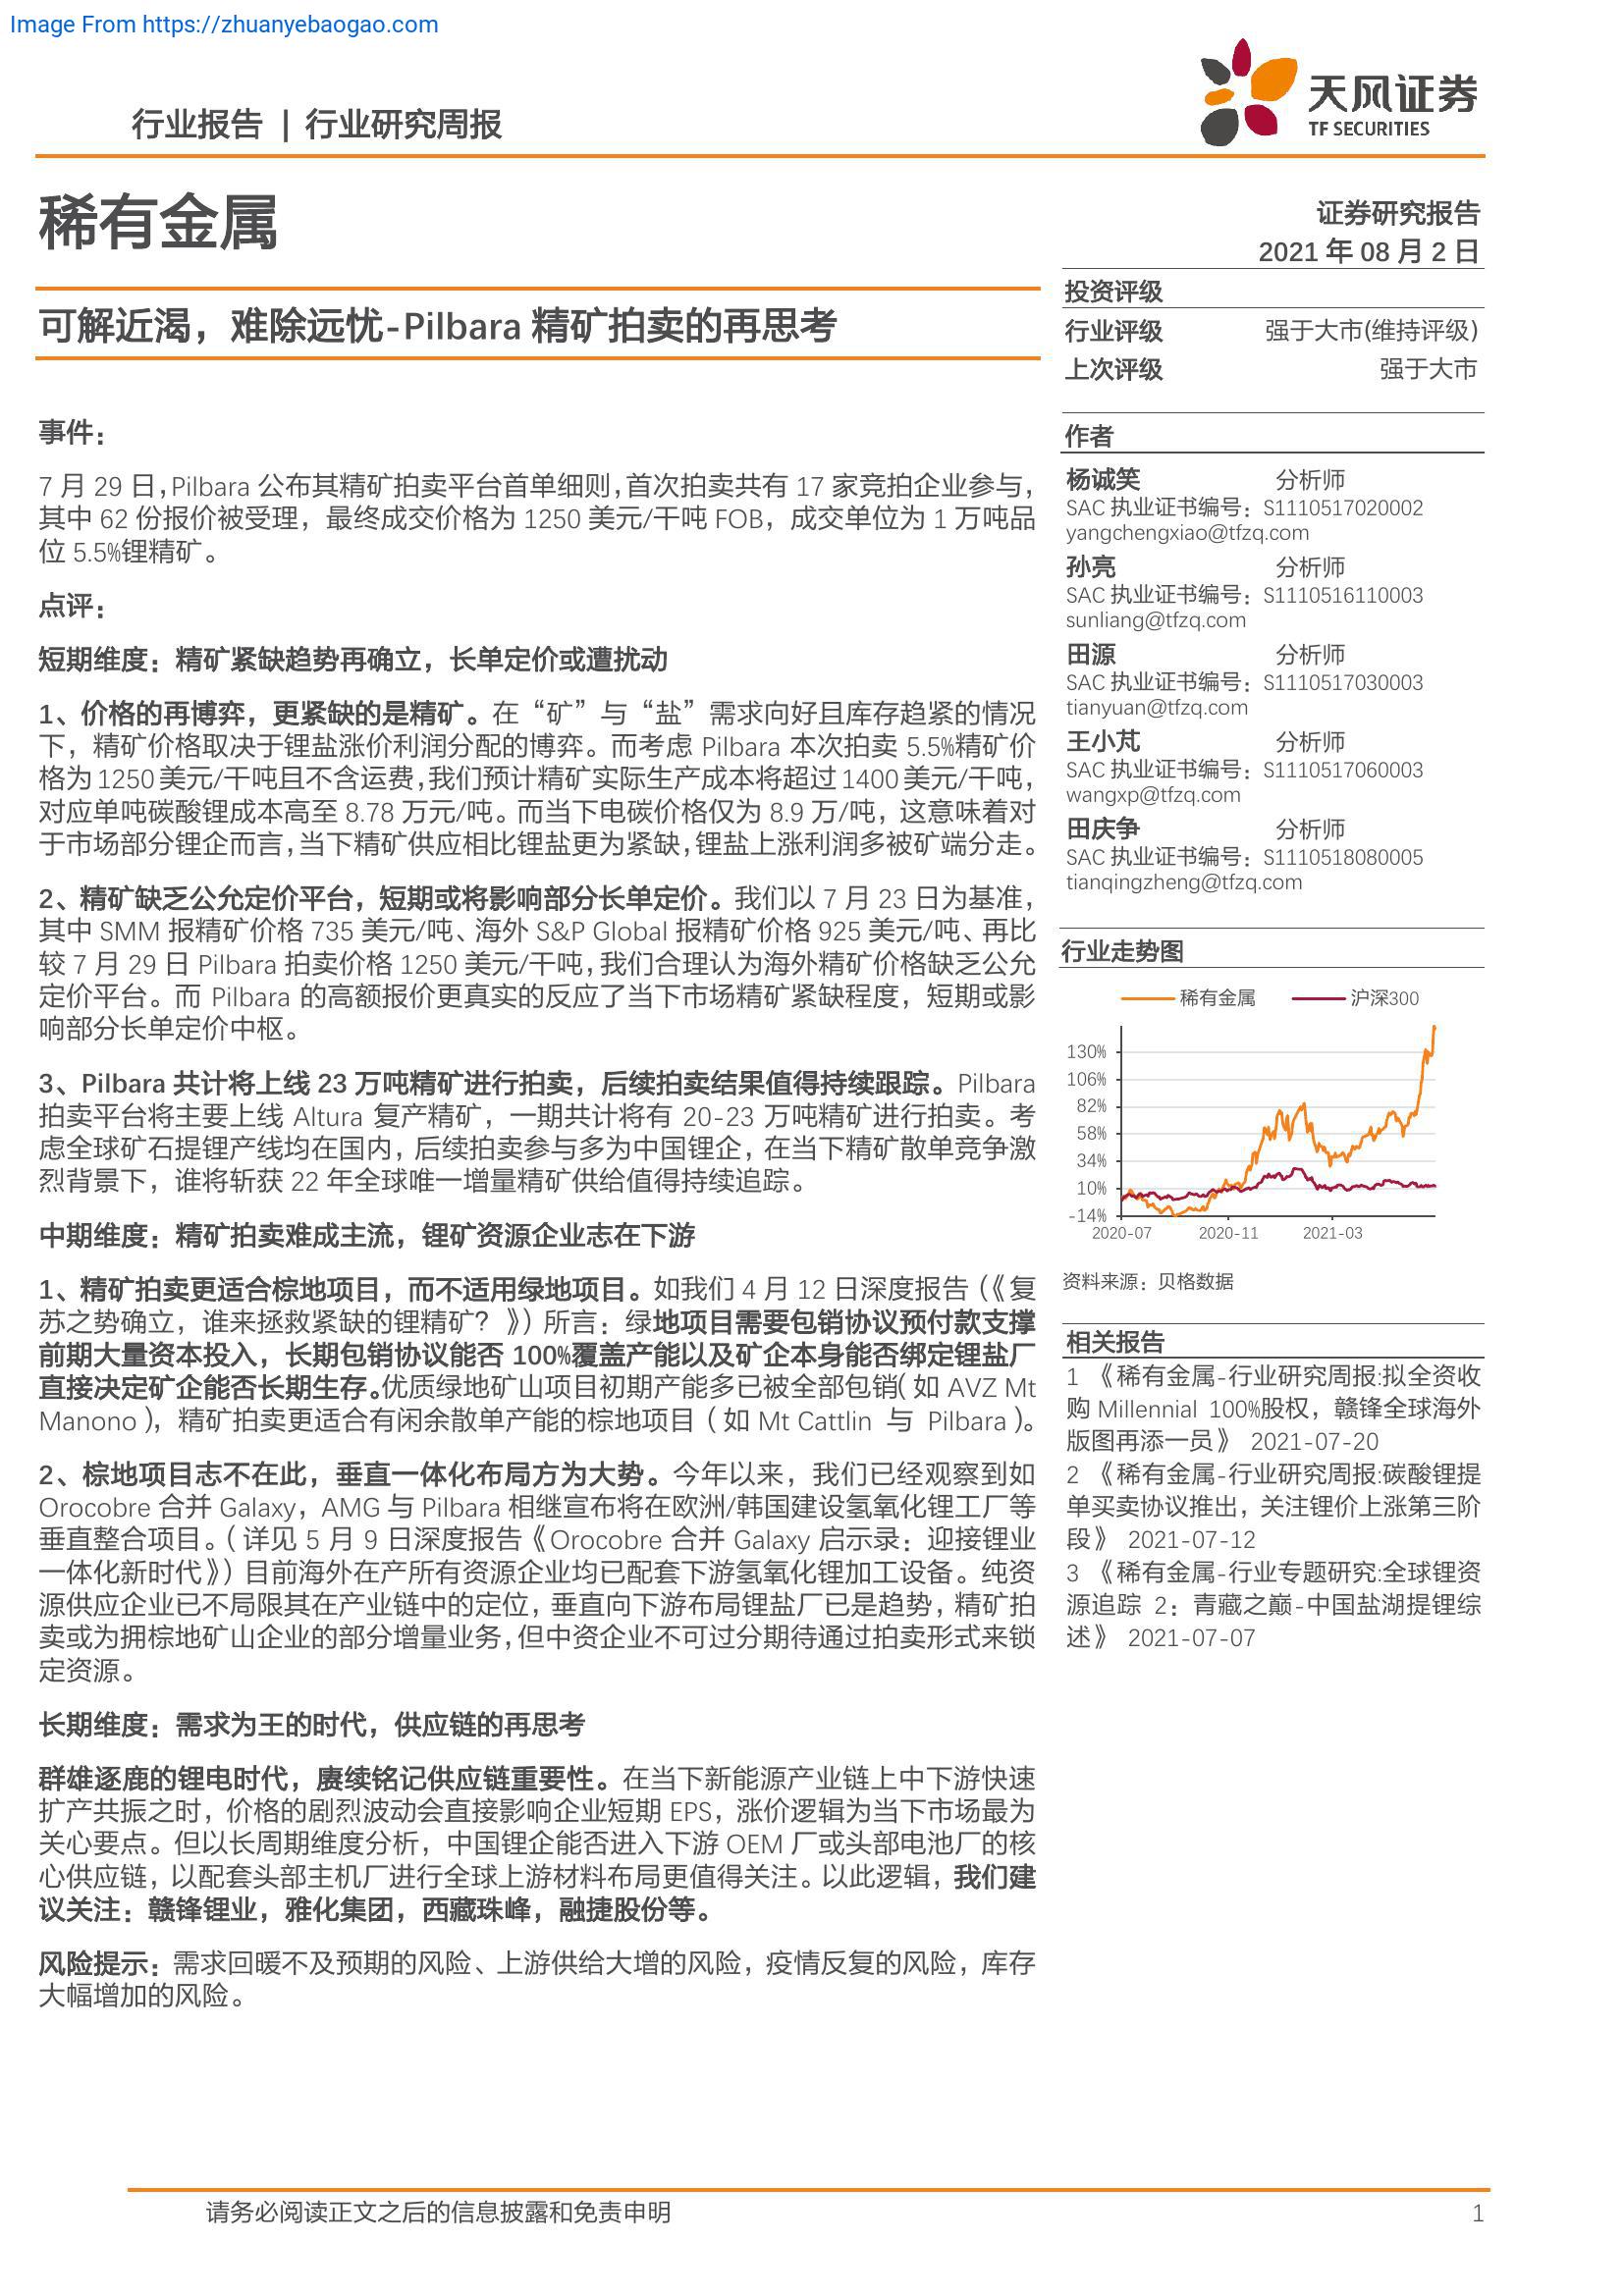 Image From https://zhuanyebaogao.com
行业报告 | 行业研究周报
天风证券
TF SECURITIES
稀有金属
证券研究报告
2021 年 08 月 2 日
可解近渴，难除远忧-Pilbara 精矿拍卖的再思考
事件：
7 月 29 日，Pilbara 公布其精矿拍卖平台首单细则，首次拍卖共有 17 家竞拍企业参与，
其中 62 份报价被受理，最终成交价格为 1250 美元/干吨 FOB，成交单位为 1 万吨品
位 5.5%锂精矿。
点评：
短期维度：精矿紧缺趋势再确立，长单定价或遭扰动
1、价格的再博弈，更紧缺的是精矿。在“矿”与“盐”需求向好且库存趋紧的情况
下，精矿价格取决于锂盐涨价利润分配的博弈。而考虑 Pilbara 本次拍卖 5.5%精矿价
格为 1250 美元/干吨且不含运费，我们预计精矿实际生产成本将超过 1400 美元/干吨，
对应单吨碳酸锂成本高至 8.78 万元/吨。而当下电碳价格仅为 8.9 万/吨，这意味着对
于市场部分锂企而言，当下精矿供应相比锂盐更为紧缺，锂盐上涨利润多被矿端分走。
2、精矿缺乏公允定价平台，短期或将影响部分长单定价。我们以 7 月 23 日为基准，
其中 SMM 报精矿价格 735 美元/吨、海外 S&P Global 报精矿价格 925 美元/吨、再比
较 7 月 29 日 Pilbara 拍卖价格 1250 美元/干吨，我们合理认为海外精矿价格缺乏公允
定价平台。而 Pilbara 的高额报价更真实的反应了当下市场精矿紧缺程度，短期或影
响部分长单定价中枢。
3、Pilbara 共计将上线 23 万吨精矿进行拍卖，后续拍卖结果值得持续跟踪。Pilbara
拍卖平台将主要上线 Altura 复产精矿，一期共计将有 20-23 万吨精矿进行拍卖。考
虑全球矿石提锂产线均在国内，后续拍卖参与多为中国锂企，在当下精矿散单竞争激
烈背景下，谁将斩获 22 年全球唯一增量精矿供给值得持续追踪。
中期维度：精矿拍卖难成主流，锂矿资源企业志在下游
1、精矿拍卖更适合棕地项目，而不适用绿地项目。如我们 4 月 12 日深度报告（《复
苏之势确立，谁来拯救紧缺的锂精矿？》）所言：绿地项目需要包销协议预付款支撑
前期大量资本投入，长期包销协议能否 100%覆盖产能以及矿企本身能否绑定锂盐厂
直接决定矿企能否长期生存。优质绿地矿山项目初期产能多已被全部包销（如 AVZ Mt
Manono），精矿拍卖更适合有闲余散单产能的棕地项目（如 Mt Cattlin 与 Pilbara）。
2、棕地项目志不在此，垂直一体化布局方为大势。今年以来，我们已经观察到如
Orocobre 合并 Galaxy，AMG 与 Pilbara 相继宣布将在欧洲/韩国建设氢氧化锂工厂等
垂直整合项目。（详见 5 月 9 日深度报告《Orocobre 合并 Galaxy 启示录：迎接锂业
一体化新时代》）目前海外在产所有资源企业均已配套下游氢氧化锂加工设备。纯资
源供应企业已不局限其在产业链中的定位，垂直向下游布局锂盐厂已是趋势，精矿拍
卖或为拥棕地矿山企业的部分增量业务，但中资企业不可过分期待通过拍卖形式来锁
定资源。
长期维度：需求为王的时代，供应链的再思考
群雄逐鹿的锂电时代，赓续铭记供应链重要性。在当下新能源产业链上中下游快速
扩产共振之时，价格的剧烈波动会直接影响企业短期 EPS，涨价逻辑为当下市场最为
关心要点。但以长周期维度分析，中国锂企能否进入下游 OEM 厂或头部电池厂的核
心供应链，以配套头部主机厂进行全球上游材料布局更值得关注。以此逻辑，我们建
议关注：赣锋锂业，雅化集团，西藏珠峰，融捷股份等。
风险提示：需求回暖不及预期的风险、上游供给大增的风险，疫情反复的风险，库存
大幅增加的风险。
投资评级
行业评级 强于大市(维持评级)
上次评级 强于大市
作者
杨诚笑 分析师
SAC 执业证书编号：S1110517020002
yangchengxiao@tfzq.com
孙亮 分析师
SAC 执业证书编号：S1110516110003
sunliang@tfzq.com
田源 分析师
SAC 执业证书编号：S1110517030003
tianyuan@tfzq.com
王小芃 分析师
SAC 执业证书编号：S1110517060003
wangxp@tfzq.com
田庆争 分析师
SAC 执业证书编号：S1110518080005
tianqingzheng@tfzq.com
行业走势图
稀有金属 沪深300
130%
106%
82%
58%
34%
10%
-14%
2020-07 2020-11 2021-03
资料来源：贝格数据
相关报告
1 《稀有金属-行业研究周报:拟全资收
购 Millennial 100%股权，赣锋全球海外
版图再添一员》 2021-07-20
2 《稀有金属-行业研究周报:碳酸锂提
单买卖协议推出，关注锂价上涨第三阶
段》 2021-07-12
3 《稀有金属-行业专题研究:全球锂资
源追踪 2：青藏之巅-中国盐湖提锂综
述》 2021-07-07
请务必阅读正文之后的信息披露和免责申明
1